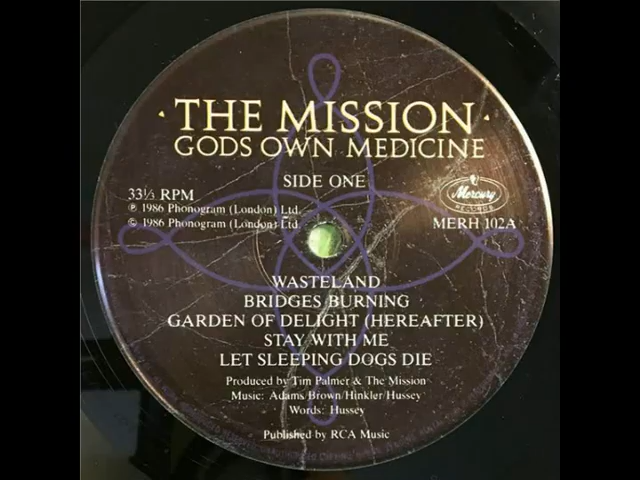 · THE MISSION ·
GODS OWN MEDICINE
SIDE ONE
33⅓ RPM
Ⓟ 1986 Phonogram (London) Ltd.
© 1986 Phonogram (London) Ltd.
Mercury
RECORDS
MERH 102A
WASTELAND
BRIDGES BURNING
GARDEN OF DELIGHT (HEREAFTER)
STAY WITH ME
LET SLEEPING DOGS DIE
Produced by Tim Palmer & The Mission
Music: Adams/Brown/Hinkler/Hussey
Words: Hussey
Published by RCA Music